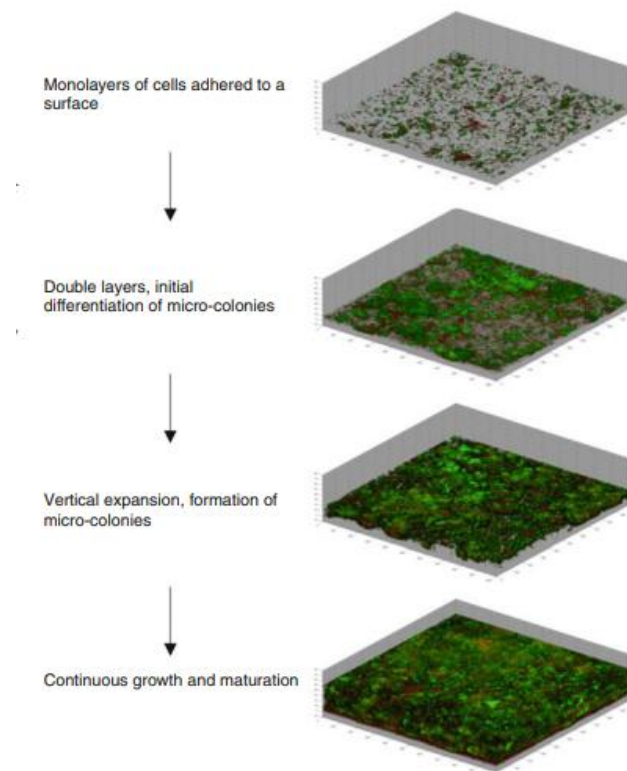 Monolayers of cells adhered to a
surface
Double layers, initial
differentiation of micro-colonies
Vertical expansion, formation of
micro-colonies
Continuous growth and maturation